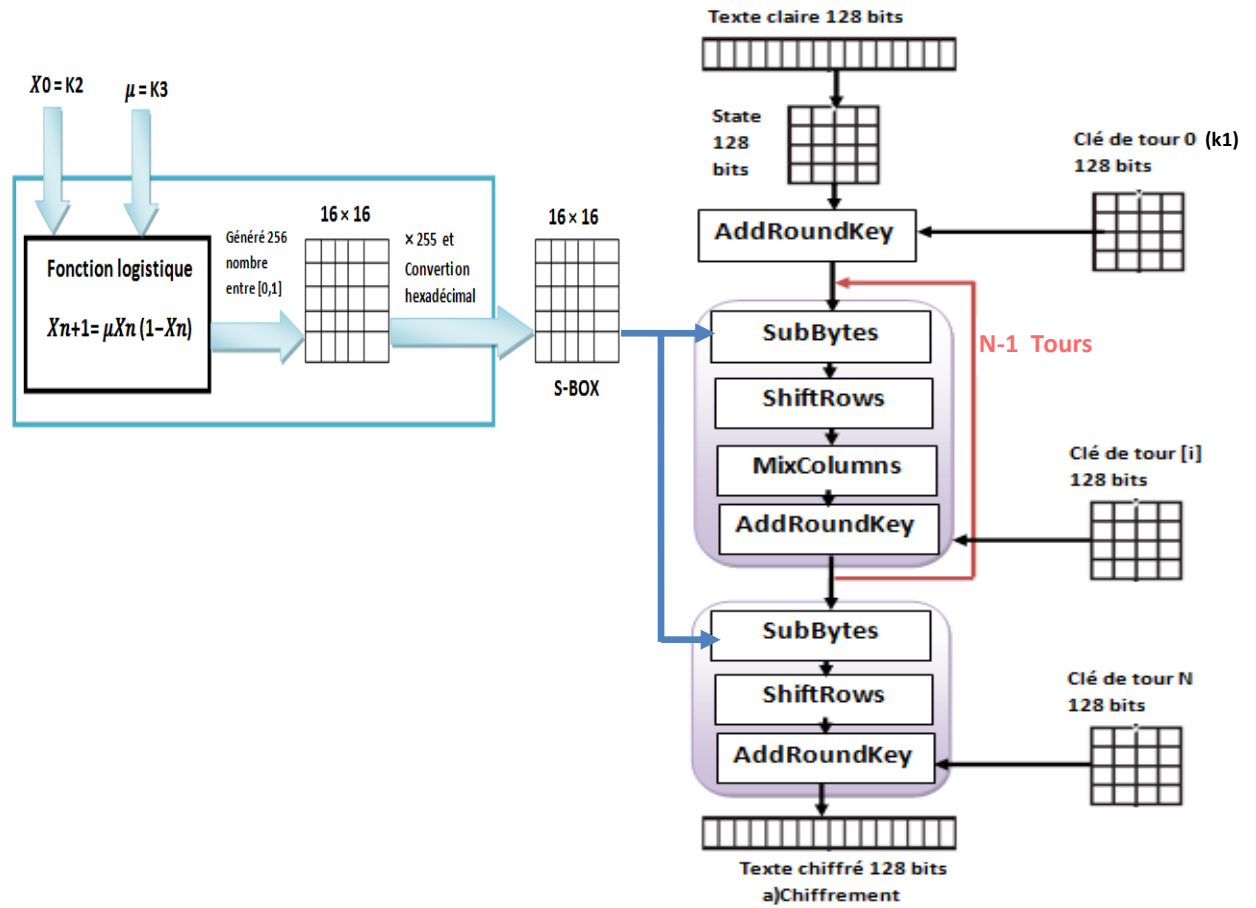 X0 = K2
μ = K3
Fonction logistique
Xn+1= μXn (1−Xn)
Généré 256
nombre
entre [0,1]
16 × 16
× 255 et
Convertion
hexadécimal
16 × 16
S-BOX
Texte claire 128 bits
State
128
bits
Clé de tour 0 (k1)
128 bits
AddRoundKey
SubBytes
N-1 Tours
ShiftRows
MixColumns
AddRoundKey
Clé de tour [i]
128 bits
SubBytes
ShiftRows
AddRoundKey
Clé de tour N
128 bits
Texte chiffré 128 bits
a)Chiffrement